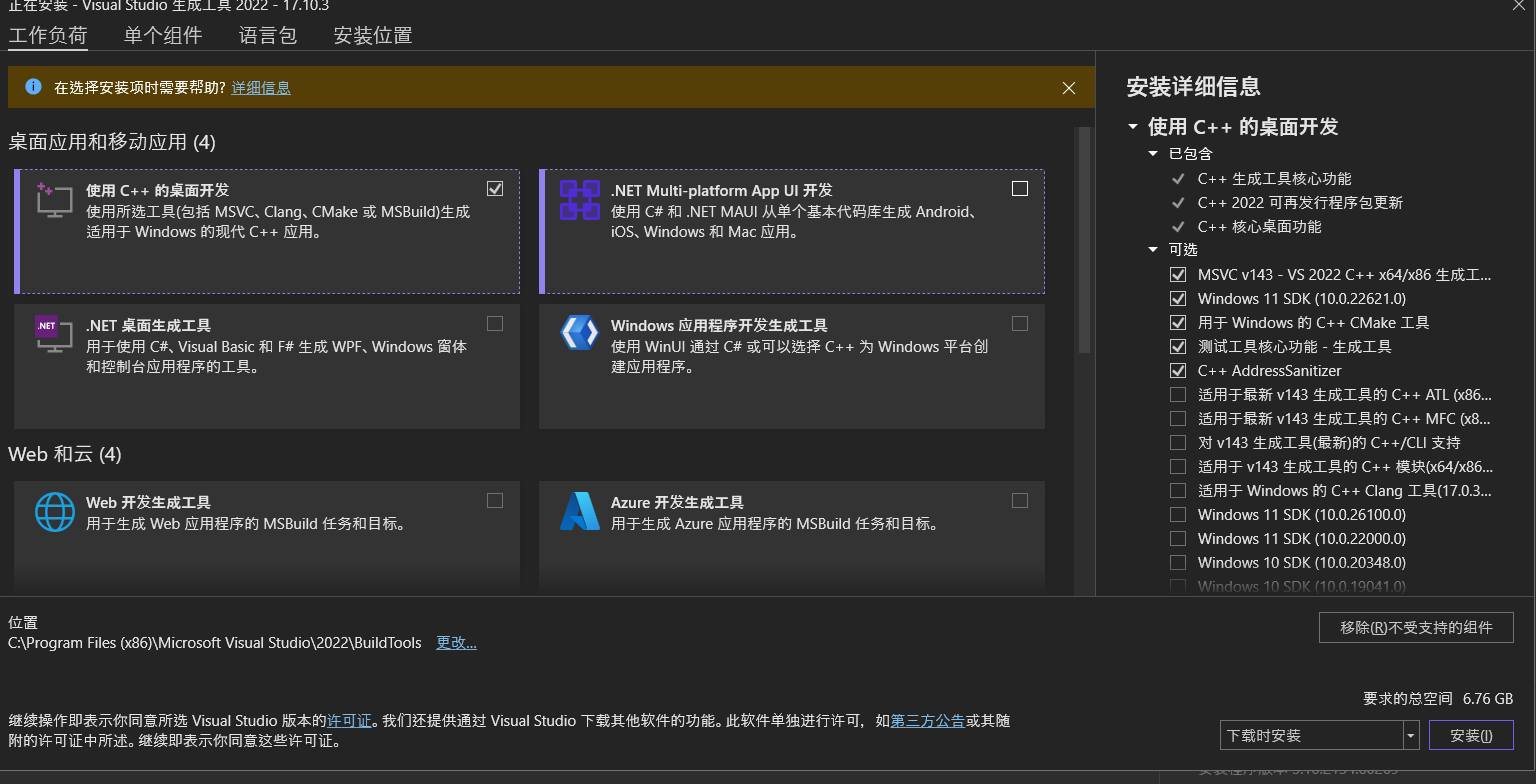 正在安装 - Visual Studio 生成工具 2022 - 17.10.3
工作负荷 单个组件 语言包 安装位置
在选择安装项时需要帮助? 详细信息
桌面应用和移动应用 (4)
使用 C++ 的桌面开发
使用所选工具(包括 MSVC、Clang、CMake 或 MSBuild)生成
适用于 Windows 的现代 C++ 应用。
.NET Multi-platform App UI 开发
使用 C# 和 .NET MAUI 从单个基本代码库生成 Android、
iOS、Windows 和 Mac 应用。
.NET
.NET 桌面生成工具
用于使用 C#、Visual Basic 和 F# 生成 WPF、Windows 窗体
和控制台应用程序的工具。
Windows 应用程序开发生成工具
使用 WinUI 通过 C# 或可以选择 C++ 为 Windows 平台创
建应用程序。
Web 和云 (4)
Web 开发生成工具
用于生成 Web 应用程序的 MSBuild 任务和目标。
Azure 开发生成工具
用于生成 Azure 应用程序的 MSBuild 任务和目标。
安装详细信息
使用 C++ 的桌面开发
已包含
C++ 生成工具核心功能
C++ 2022 可再发行程序包更新
C++ 核心桌面功能
可选
MSVC v143 - VS 2022 C++ x64/x86 生成工...
Windows 11 SDK (10.0.22621.0)
用于 Windows 的 C++ CMake 工具
测试工具核心功能 - 生成工具
C++ AddressSanitizer
适用于最新 v143 生成工具的 C++ ATL (x86...
适用于最新 v143 生成工具的 C++ MFC (x8...
对 v143 生成工具(最新)的 C++/CLI 支持
适用于 v143 生成工具的 C++ 模块(x64/x86...
适用于 Windows 的 C++ Clang 工具(17.0.3...
Windows 11 SDK (10.0.26100.0)
Windows 11 SDK (10.0.22000.0)
Windows 10 SDK (10.0.20348.0)
Windows 10 SDK (10.0.19041.0)
位置
C:\Program Files (x86)\Microsoft Visual Studio\2022\BuildTools 更改...
移除(R)不受支持的组件
要求的总空间 6.76 GB
继续操作即表示你同意所选 Visual Studio 版本的许可证。我们还提供通过 Visual Studio 下载其他软件的功能。此软件单独进行许可，如第三方公告或其随
附的许可证中所述。继续即表示你同意这些许可证。
下载时安装
安装(I)